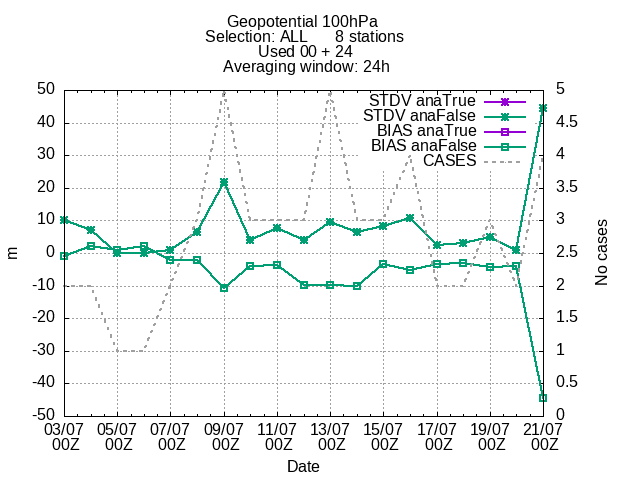 Geopotential 100hPa
Selection: ALL      8 stations
Used 00 + 24
Averaging window: 24h
STDV anaTrue
STDV anaFalse
BIAS anaTrue
BIAS anaFalse
CASES
50
40
30
20
10
0
-10
-20
-30
-40
-50
m
5
4.5
4
3.5
3
2.5
2
1.5
1
0.5
0
No cases
03/07 05/07 07/07 09/07 11/07 13/07 15/07 17/07 19/07 21/07
00Z 00Z 00Z 00Z 00Z 00Z 00Z 00Z 00Z 00Z
Date